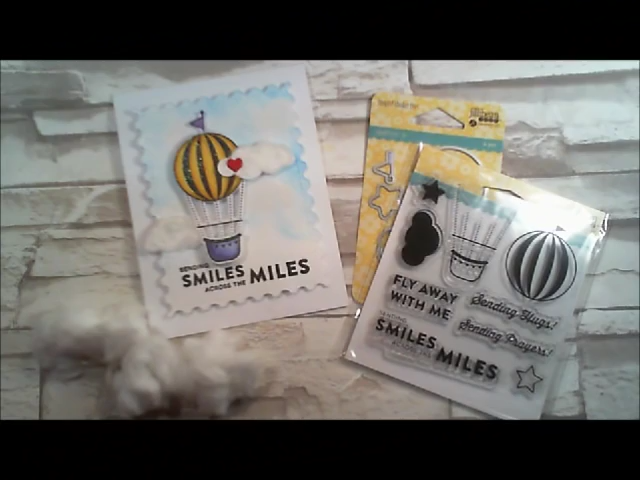 SENDING
SMILES
ACROSS THE MILES
FLY AWAY
WITH ME
Sending Hugs!
Sending Prayers!
SENDING
SMILES
ACROSS THE MILES